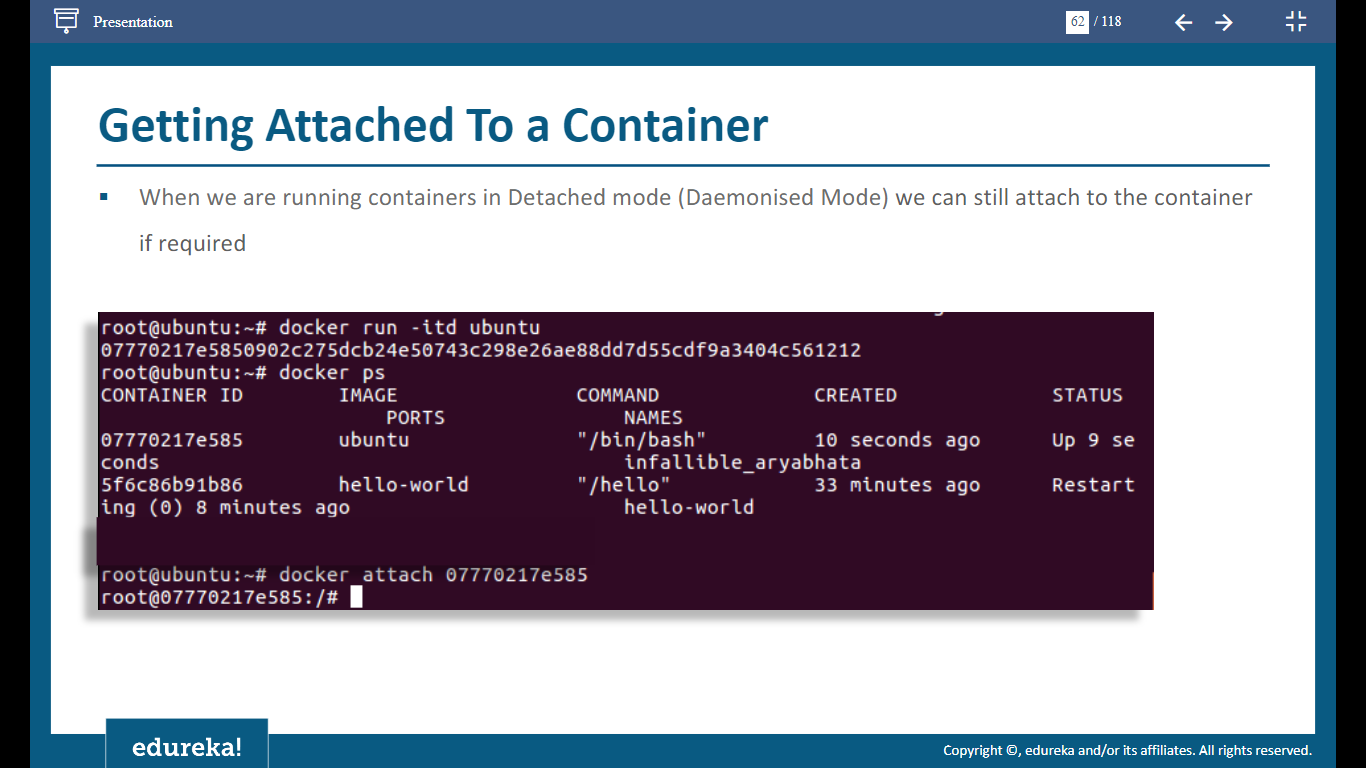 Presentation
62 / 118
Getting Attached To a Container
▪ When we are running containers in Detached mode (Daemonised Mode) we can still attach to the container
if required
root@ubuntu:~# docker run -itd ubuntu
07770217e5850902c275dcb24e50743c298e26ae88dd7d55cdf9a3404c561212
root@ubuntu:~# docker ps
CONTAINER ID        IMAGE               COMMAND             CREATED             STATUS
                        PORTS               NAMES
07770217e585        ubuntu              "/bin/bash"         10 seconds ago      Up 9 se
conds                                       infallible_aryabhata
5f6c86b91b86        hello-world         "/hello"            33 minutes ago      Restart
ing (0) 8 minutes ago                       hello-world
root@ubuntu:~# docker attach 07770217e585
root@07770217e585:/#
edureka!
Copyright ©, edureka and/or its affiliates. All rights reserved.